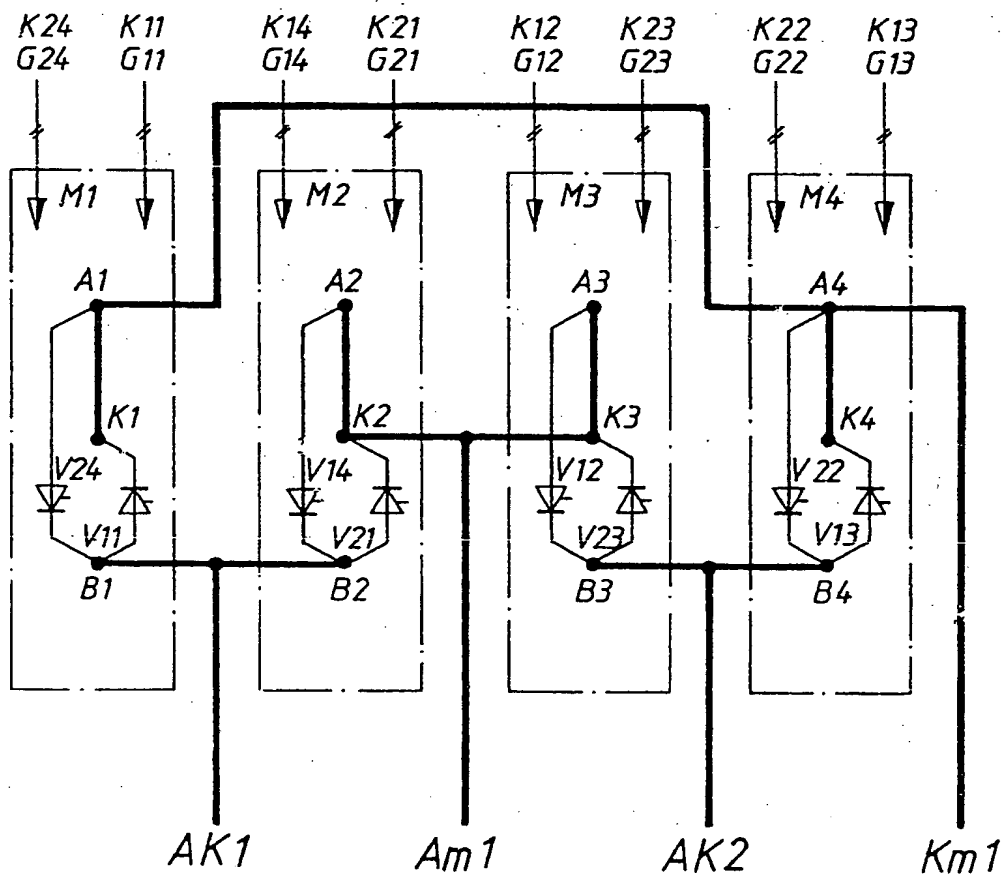 K24 K11 K14 K21 K12 K23 K22 K13
G24 G11 G14 G21 G12 G23 G22 G13
M1 M2 M3 M4
A1 A2 A3 A4
K1 K2 K3 K4
V24 V14 V12 V22
V11 V21 V23 V13
B1 B2 B3 B4
AK1 Am1 AK2 Km1